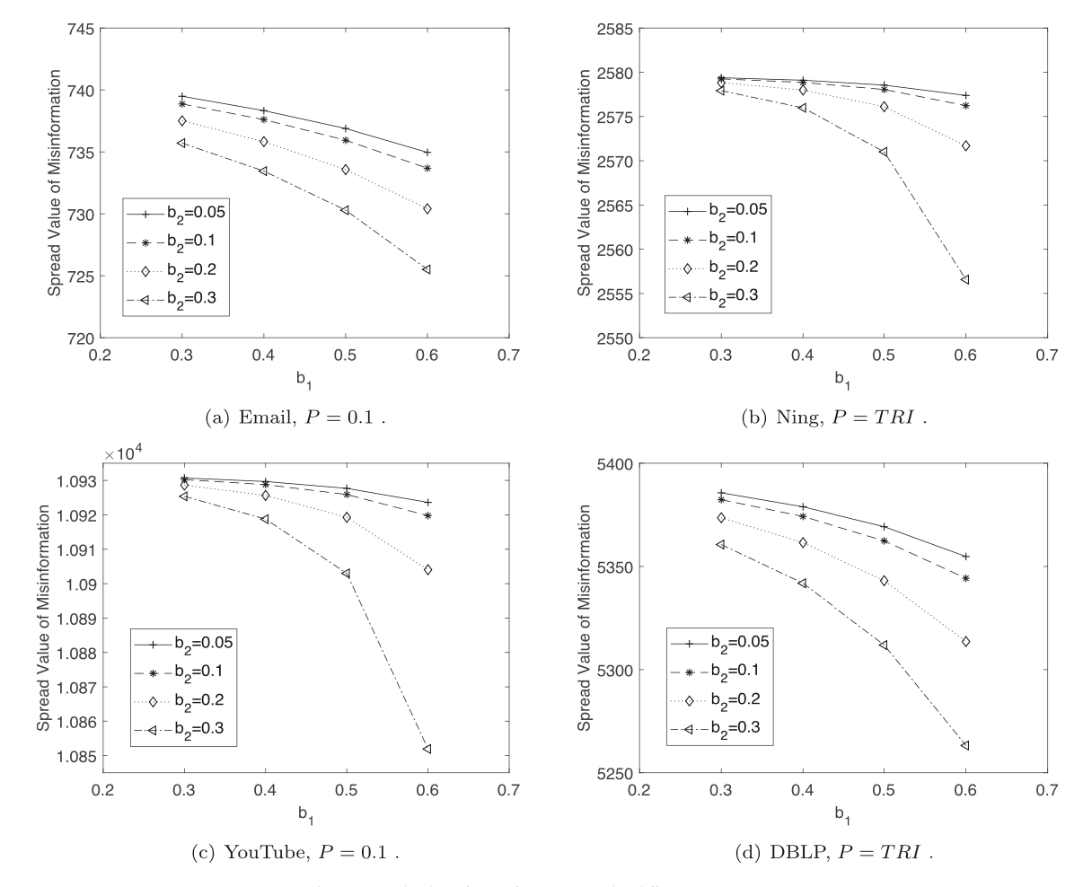 745
740
735
730
725
720
Spread Value of Misinformation
b2=0.05
b2=0.1
b2=0.2
b2=0.3
0.2 0.3 0.4 0.5 0.6 0.7
b1
(a) Email, P = 0.1 .
2585
2580
2575
2570
2565
2560
2555
2550
Spread Value of Misinformation
b2=0.05
b2=0.1
b2=0.2
b2=0.3
0.2 0.3 0.4 0.5 0.6 0.7
b1
(b) Ning, P = TRI .
×10^4
1.093
1.092
1.091
1.09
1.089
1.088
1.087
1.086
1.085
Spread Value of Misinformation
b2=0.05
b2=0.1
b2=0.2
b2=0.3
0.2 0.3 0.4 0.5 0.6 0.7
b1
(c) YouTube, P = 0.1 .
5400
5350
5300
5250
Spread Value of Misinformation
b2=0.05
b2=0.1
b2=0.2
b2=0.3
0.2 0.3 0.4 0.5 0.6 0.7
b1
(d) DBLP, P = TRI .